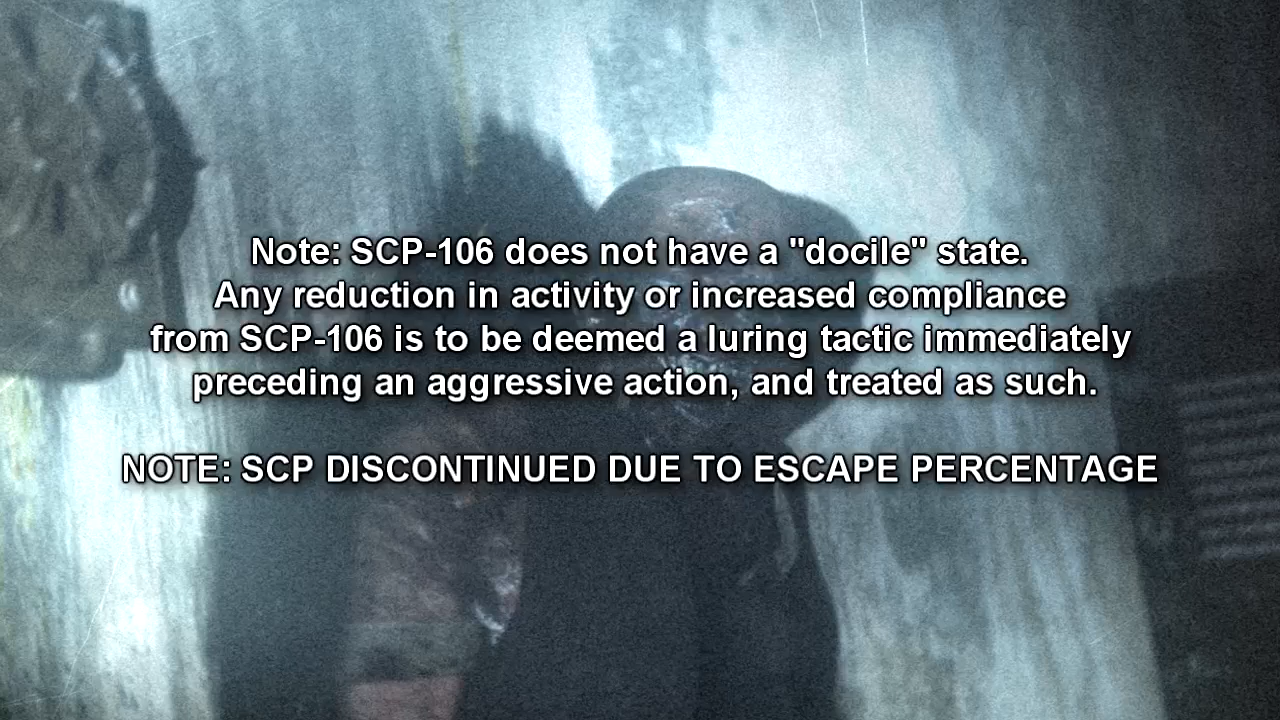 Note: SCP-106 does not have a "docile" state.
Any reduction in activity or increased compliance
from SCP-106 is to be deemed a luring tactic immediately
preceding an aggressive action, and treated as such.
NOTE: SCP DISCONTINUED DUE TO ESCAPE PERCENTAGE